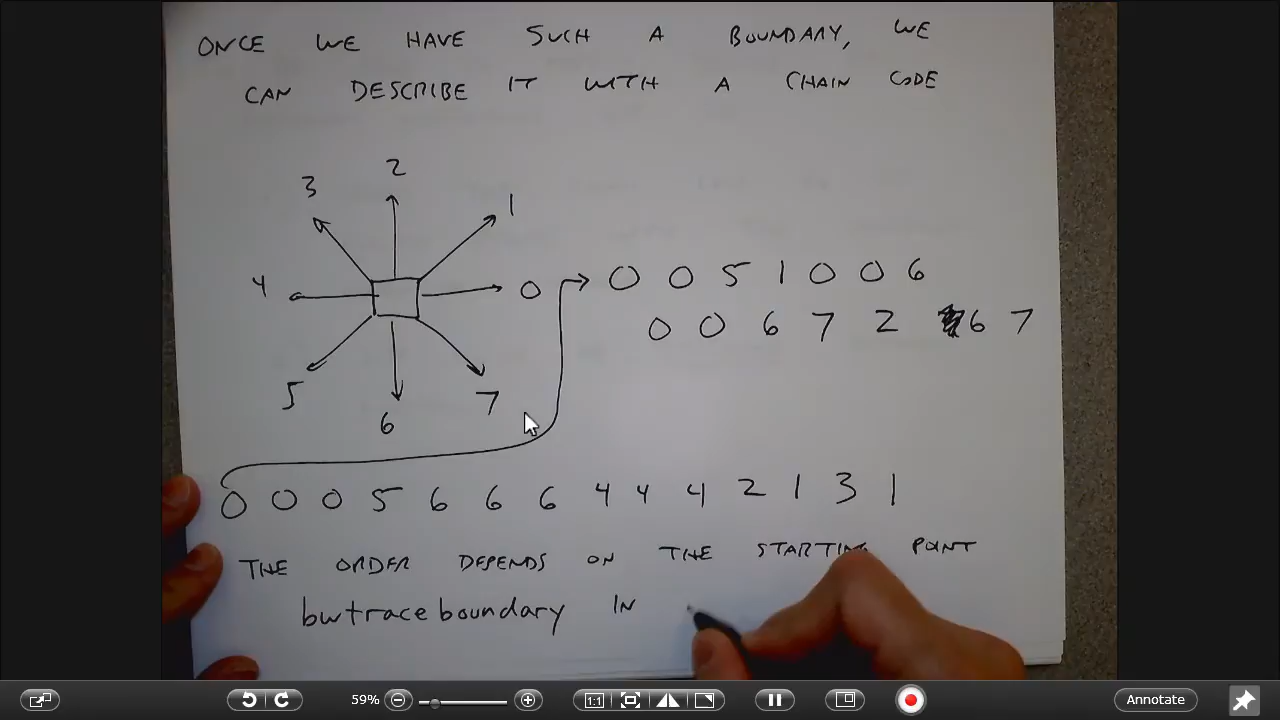 ONCE WE HAVE SUCH A BOUNDARY, WE
CAN DESCRIBE IT WITH A CHAIN CODE
2
3
1
4
0
5
6
7
0 0 5 1 0 0 6
0 0 6 7 2 6 7
0 0 0 5 6 6 6 4 4 4 2 1 3 1
THE ORDER DEPENDS ON THE STARTING POINT
bwtraceboundary IN
59%
1:1
Annotate